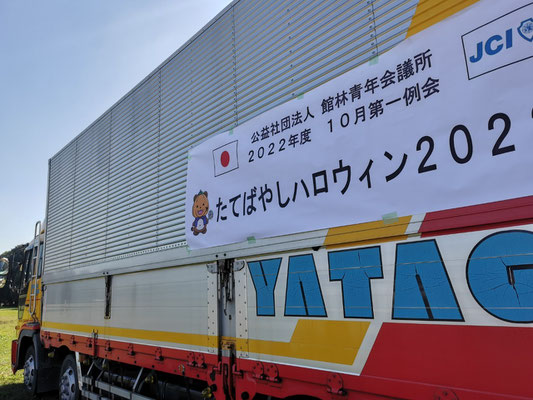 公益社団法人 館林青年会議所
2022年度 10月第一例会
JCI
たてばやしハロウィン2022
YATAG